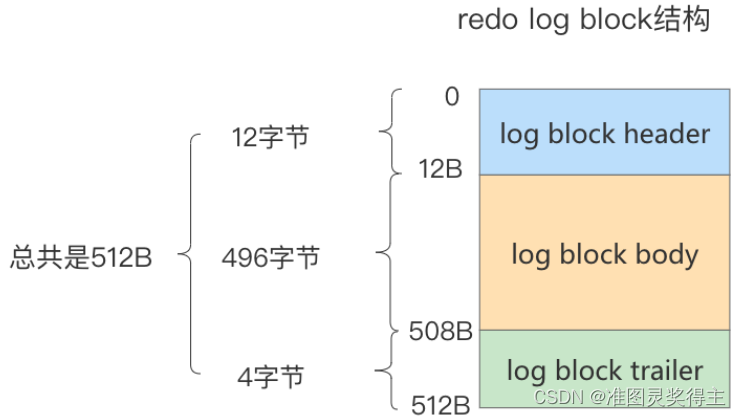 redo log block结构
0
12字节
log block header
12B
总共是512B
496字节
log block body
508B
4字节
log block trailer
512B
CSDN @准图灵奖得主